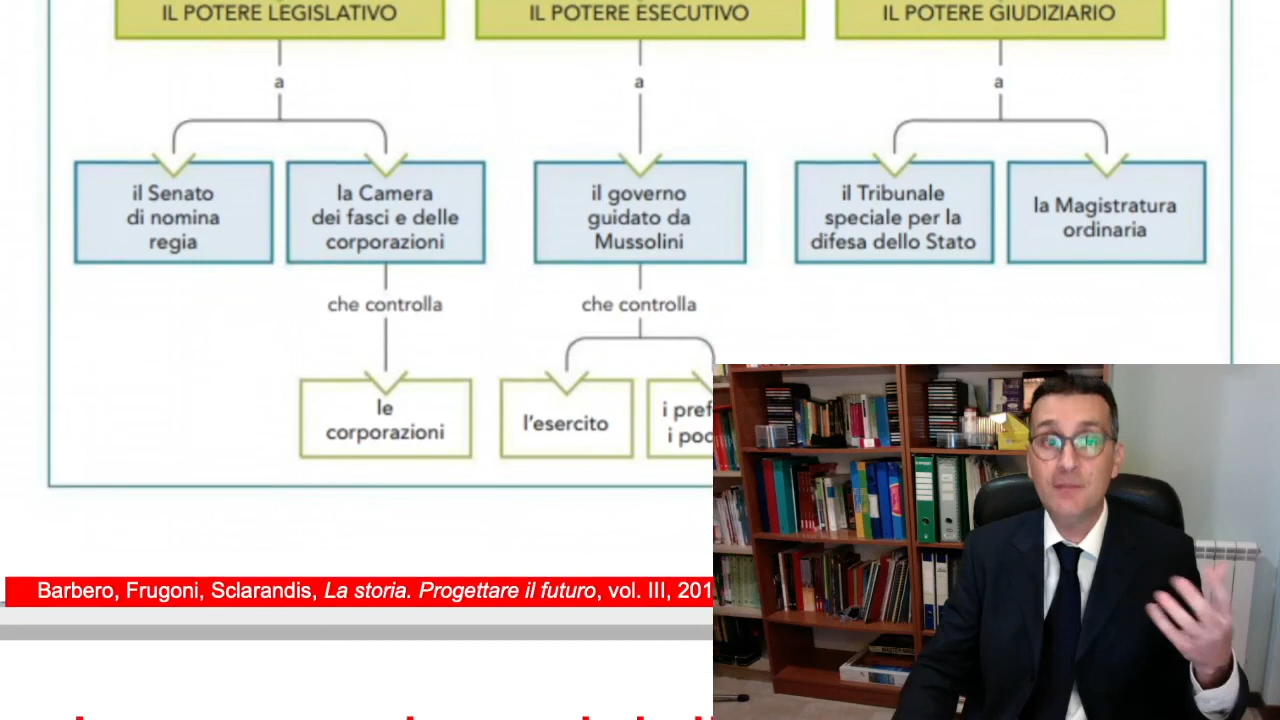 IL POTERE LEGISLATIVO
IL POTERE ESECUTIVO
IL POTERE GIUDIZIARIO
a
a
a
il Senato
di nomina
regia
la Camera
dei fasci e delle
corporazioni
il governo
guidato da
Mussolini
il Tribunale
speciale per la
difesa dello Stato
la Magistratura
ordinaria
che controlla
che controlla
le
corporazioni
l'esercito
i
i
Barbero, Frugoni, Sclarandis, La storia. Progettare il futuro, vol. III,